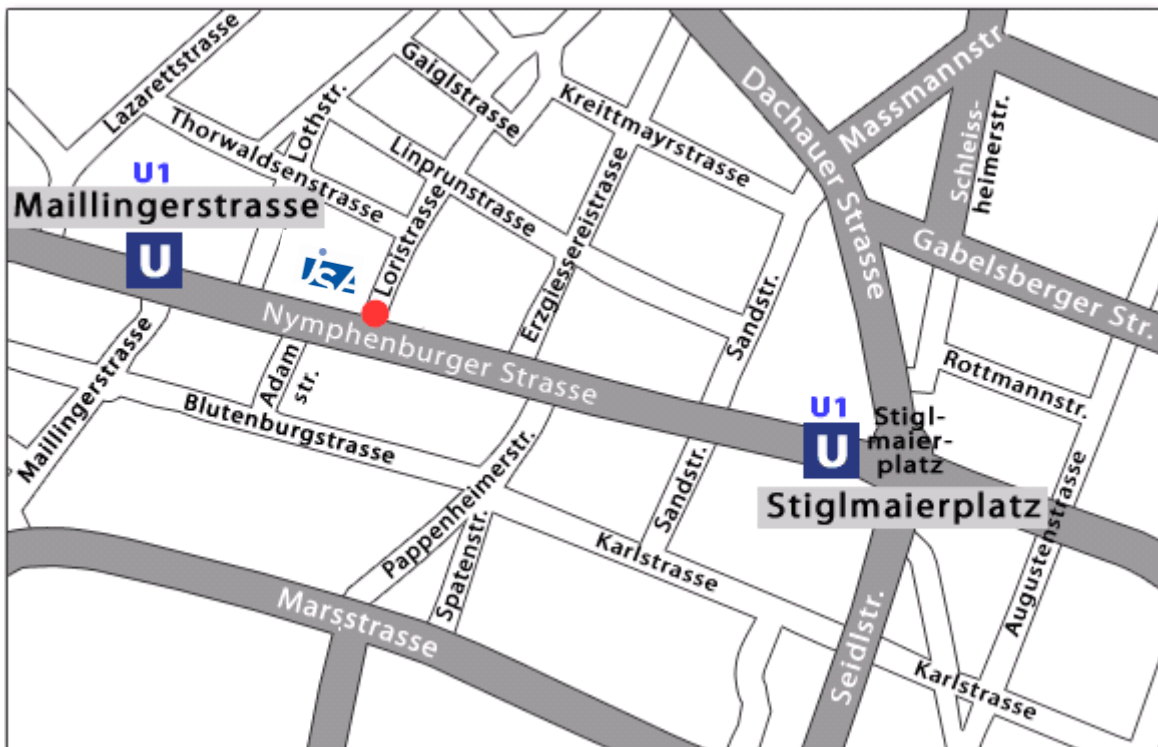 Lazarettstrasse
Gaiglstrasse
Lothstr.
Thorwaldsenstrasse
Linprunstrasse
Kreittmayrstrasse
Dachauer Strasse
Massmannstr
Schleiss-
heimerstr.
U1
Maillingerstrasse
U
Loristrasse
Erzgiessereistrasse
Sandstr.
Gabelsberger Str.
Nymphenburger Strasse
Adam
str.
Maillingerstrasse
Blutenburgstrasse
Rottmannstr.
U1
U
Stigl-
maier-
platz
Stiglmaierplatz
Sandstr.
Pappenheimerstr.
Spatenstr.
Karlstrasse
Augustenstrasse
Marsstrasse
Seidlstr.
Karlstrasse